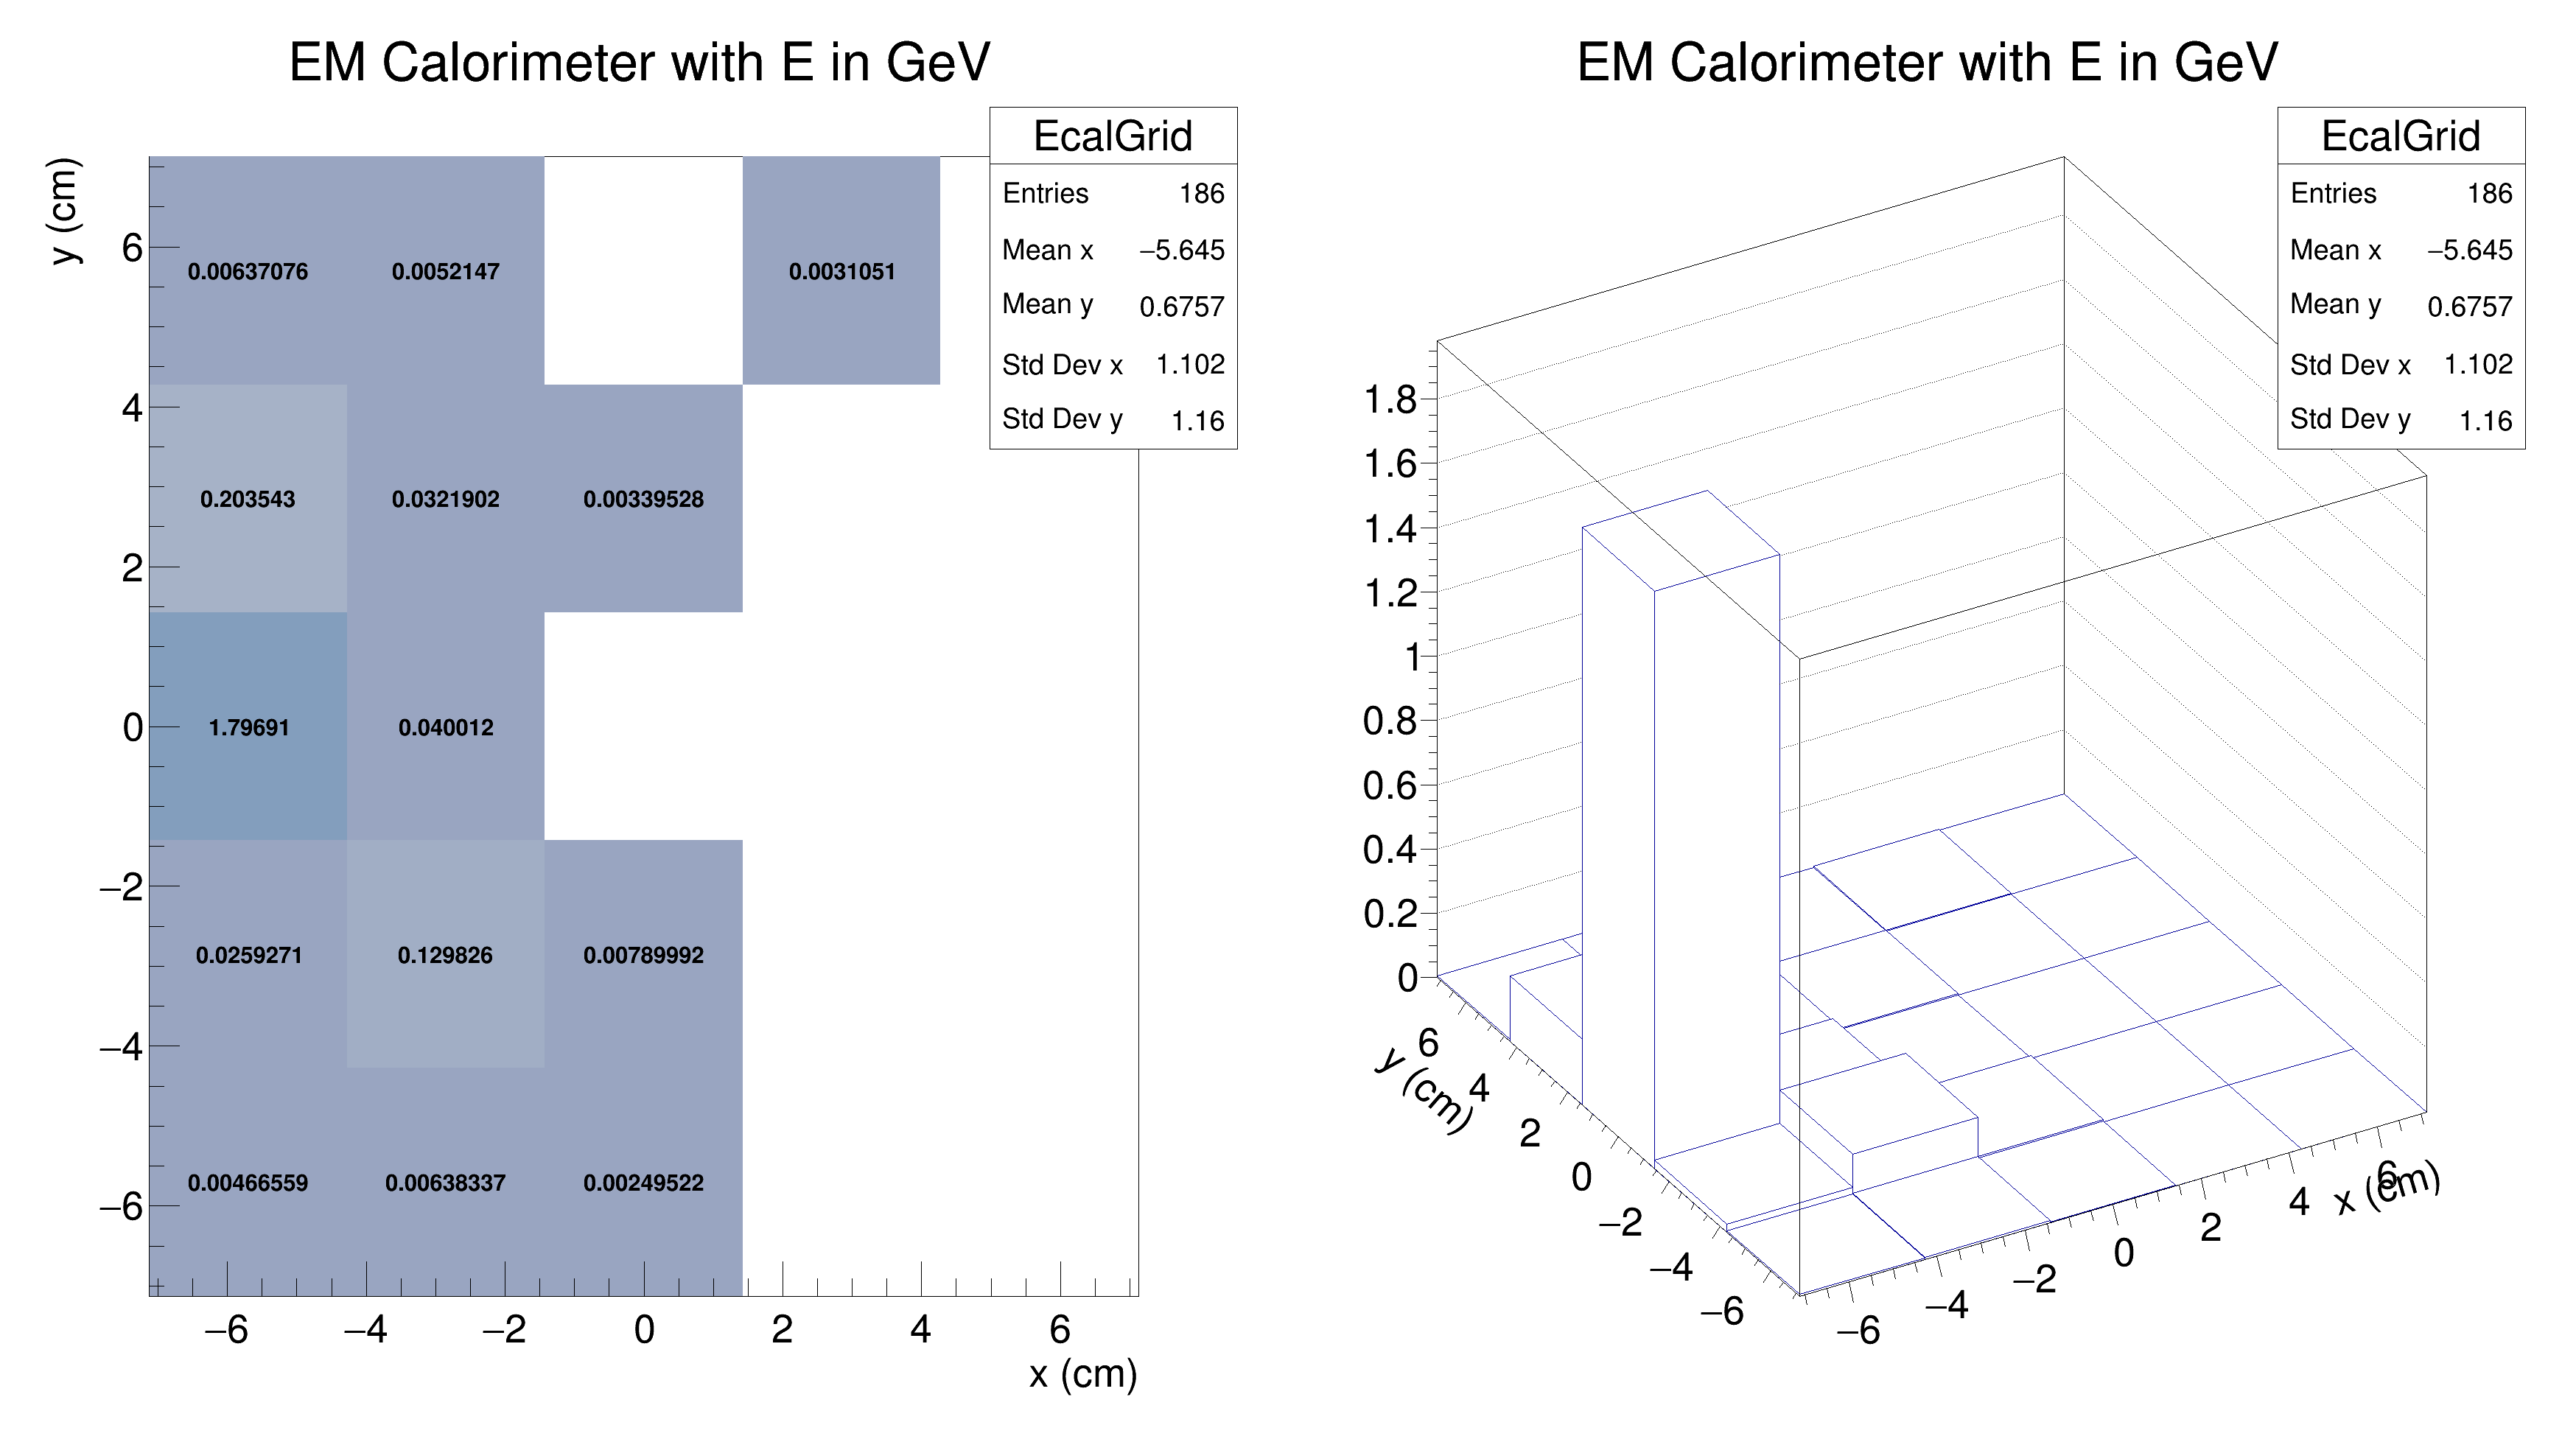 EM Calorimeter with E in GeV
EcalGrid
Entries 186
Mean x −5.645
Mean y 0.6757
Std Dev x 1.102
Std Dev y 1.16
y (cm)
6
4
2
0
−2
−4
−6
0.00637076 0.0052147 0.0031051
0.203543 0.0321902 0.00339528
1.79691 0.040012
0.0259271 0.129826 0.00789992
0.00466559 0.00638337 0.00249522
−6 −4 −2 0 2 4 6
x (cm)
EM Calorimeter with E in GeV
EcalGrid
Entries 186
Mean x −5.645
Mean y 0.6757
Std Dev x 1.102
Std Dev y 1.16
1.8
1.6
1.4
1.2
1
0.8
0.6
0.4
0.2
0
y (cm)
6
4
2
0
−2
−4
−6
−6 −4 −2 0 2 4 6
x (cm)